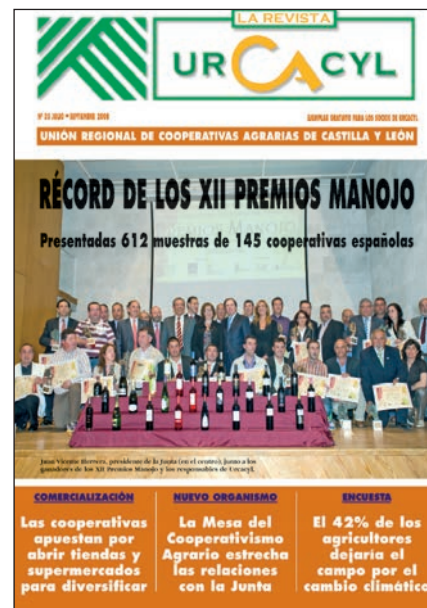 LA REVISTA
URCACYL
Nº 35 JULIO • SEPTIEMBRE 2008
EJEMPLAR GRATUITO PARA LOS SOCIOS DE URCACYL
UNIÓN REGIONAL DE COOPERATIVAS AGRARIAS DE CASTILLA Y LEÓN
RÉCORD DE LOS XII PREMIOS MANOJO
Presentadas 612 muestras de 145 cooperativas españolas
Juan Vicente Herrera, presidente de la Junta (en el centro), junto a los
ganadores de los XII Premios Manojo y los responsables de Urcacyl.
COMERCIALIZACIÓN
Las cooperativas
apuestan por
abrir tiendas y
supermercados
para diversificar
NUEVO ORGANISMO
La Mesa del
Cooperativismo
Agrario estrecha
las relaciones
con la Junta
ENCUESTA
El 42% de los
agricultores
dejaría el
campo por el
cambio climático